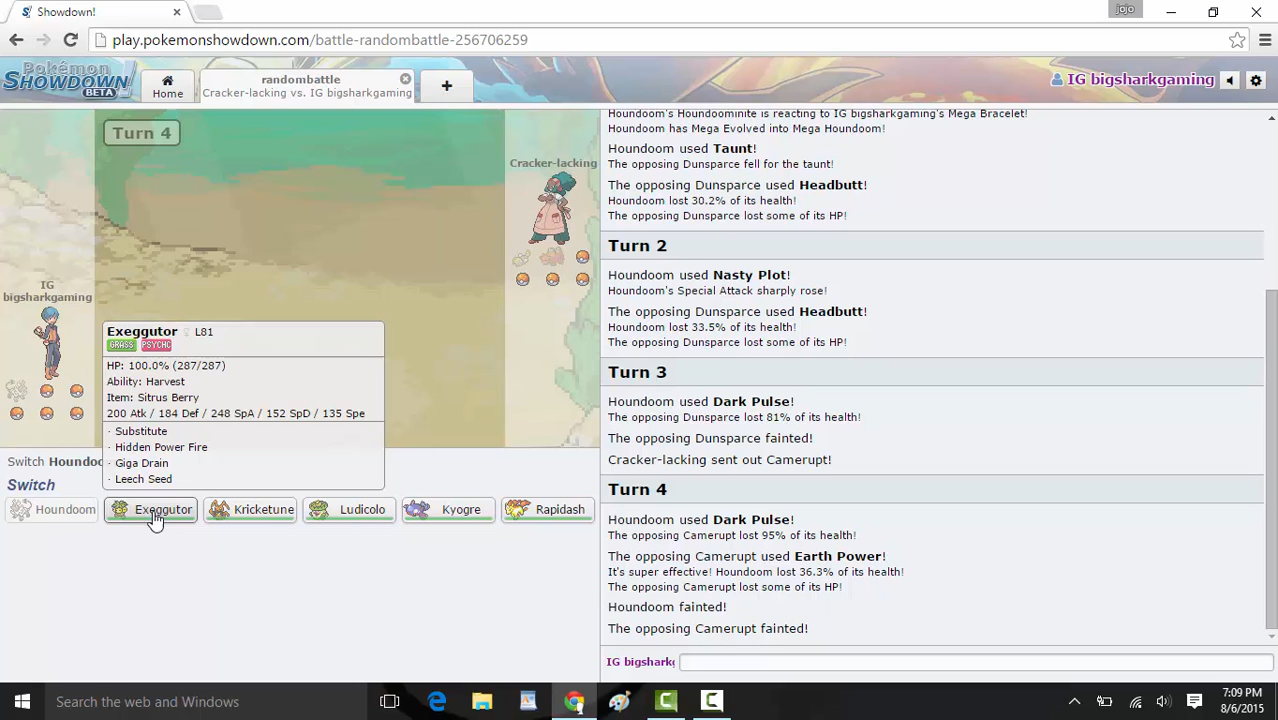 Showdown!
jojo
play.pokemonshowdown.com/battle-randombattle-256706259
Pokémon
SHOWDOWN
BETA
Home
randombattle
Cracker-lacking vs. IG bigsharkgaming
IG bigsharkgaming
Turn 4
Cracker-lacking
IG
bigsharkgaming
Exeggutor L81
GRASS PSYCHC
HP: 100.0% (287/287)
Ability: Harvest
Item: Sitrus Berry
200 Atk / 184 Def / 248 SpA / 152 SpD / 135 Spe
· Substitute
· Hidden Power Fire
· Giga Drain
· Leech Seed
Switch Houndoo
Switch
Houndoom
Exeggutor
Kricketune
Ludicolo
Kyogre
Rapidash
Houndoom's Houndoominite is reacting to IG bigsharkgaming's Mega Bracelet!
Houndoom has Mega Evolved into Mega Houndoom!
Houndoom used Taunt!
The opposing Dunsparce fell for the taunt!
The opposing Dunsparce used Headbutt!
Houndoom lost 30.2% of its health!
The opposing Dunsparce lost some of its HP!
Turn 2
Houndoom used Nasty Plot!
Houndoom's Special Attack sharply rose!
The opposing Dunsparce used Headbutt!
Houndoom lost 33.5% of its health!
The opposing Dunsparce lost some of its HP!
Turn 3
Houndoom used Dark Pulse!
The opposing Dunsparce lost 81% of its health!
The opposing Dunsparce fainted!
Cracker-lacking sent out Camerupt!
Turn 4
Houndoom used Dark Pulse!
The opposing Camerupt lost 95% of its health!
The opposing Camerupt used Earth Power!
It's super effective! Houndoom lost 36.3% of its health!
The opposing Camerupt lost some of its HP!
Houndoom fainted!
The opposing Camerupt fainted!
IG bigshark
Search the web and Windows
7:09 PM
8/6/2015